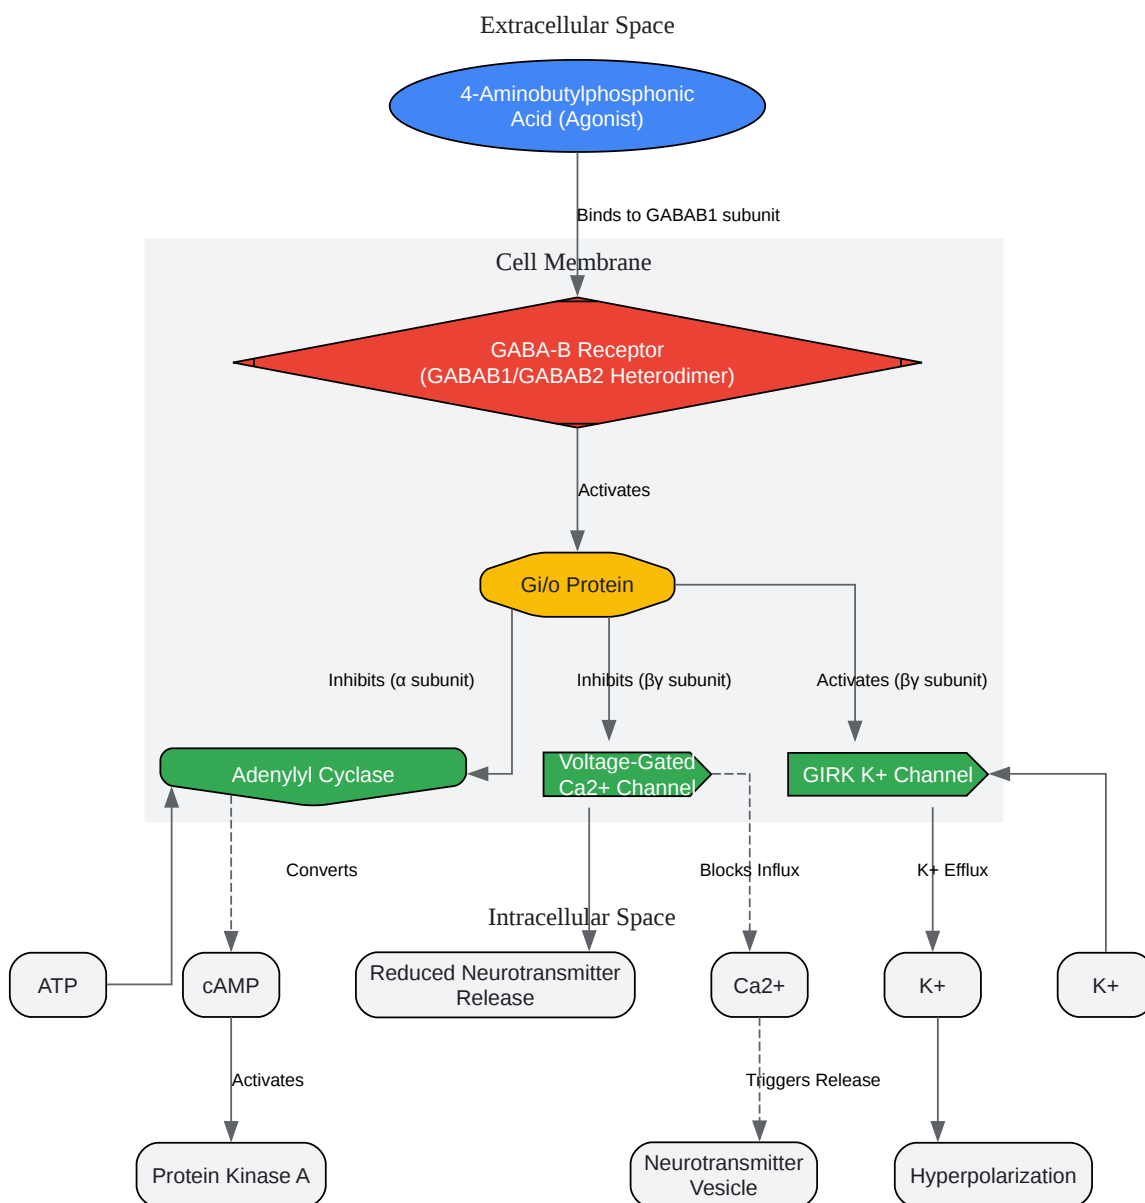 Extracellular Space
4-Aminobutylphosphonic
Acid (Agonist)
Binds to GABAB1 subunit
Cell Membrane
GABA-B Receptor
(GABAB1/GABAB2 Heterodimer)
Activates
Gi/o Protein
Inhibits (α subunit)
Inhibits (βγ subunit)
Activates (βγ subunit)
Adenylyl Cyclase
Voltage-Gated
Ca2+ Channel
GIRK K+ Channel
Converts
Blocks Influx
K+ Efflux
Intracellular Space
ATP
cAMP
Reduced Neurotransmitter
Release
Ca2+
K+
K+
Activates
Triggers Release
Protein Kinase A
Neurotransmitter
Vesicle
Hyperpolarization